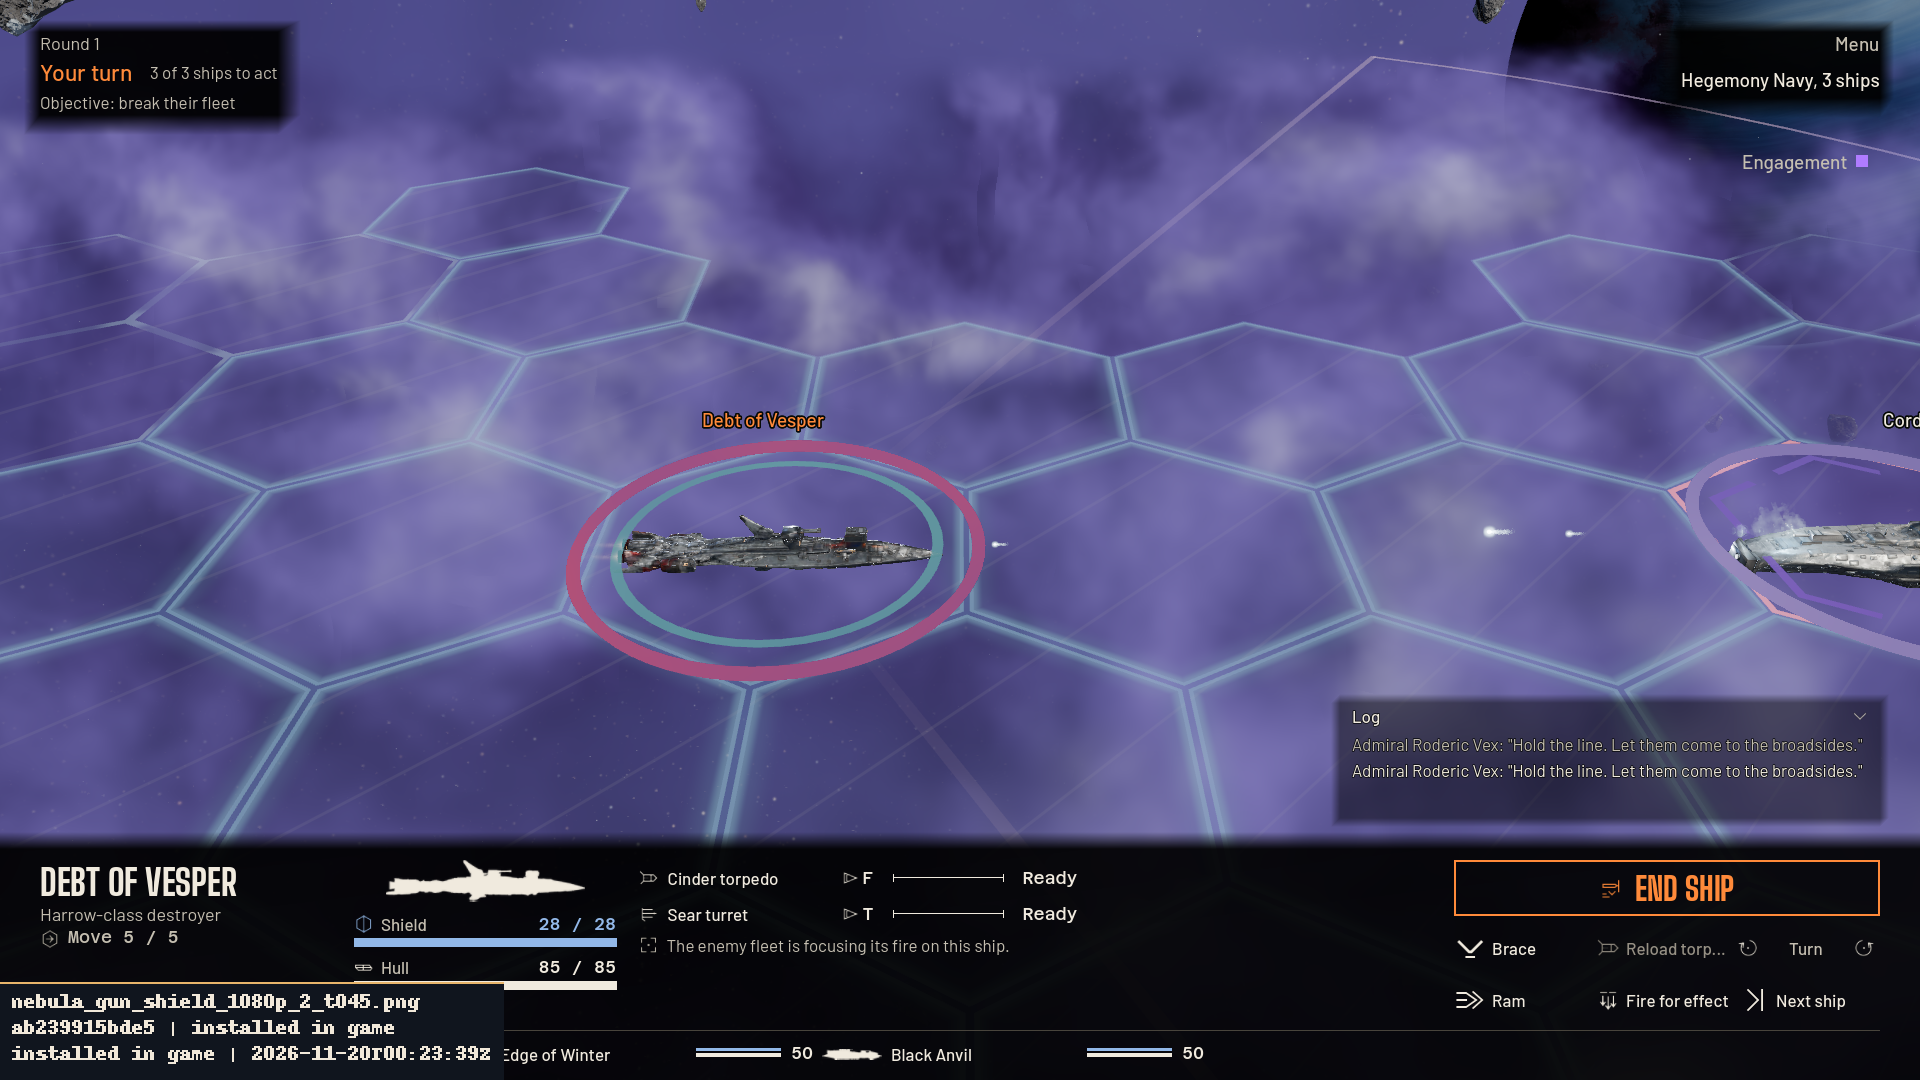 Round 1
Your turn 3 of 3 ships to act
Objective: break their fleet
Menu
Hegemony Navy, 3 ships
Engagement
Debt of Vesper
Cord
Log
Admiral Roderic Vex: "Hold the line. Let them come to the broadsides."
Admiral Roderic Vex: "Hold the line. Let them come to the broadsides."
DEBT OF VESPER
Harrow-class destroyer
Move 5 / 5
Shield 28 / 28
Hull 85 / 85
Cinder torpedo F Ready
Sear turret T Ready
The enemy fleet is focusing its fire on this ship.
END SHIP
Brace Reload torp... Turn
Ram Fire for effect Next ship
nebula_gun_shield_1080p_2_t045.png
ab239915bde5 | installed in game
installed in game | 2026-11-20T00:23:39Z
Edge of Winter 50 Black Anvil 50